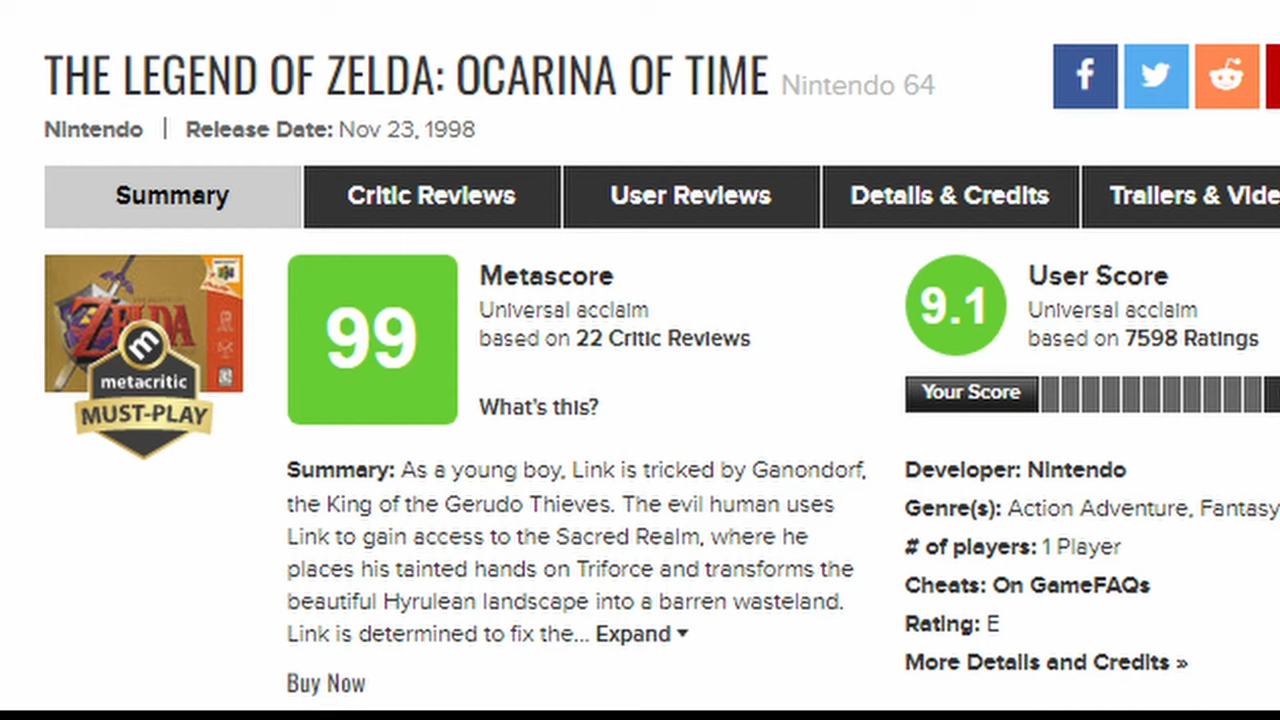 THE LEGEND OF ZELDA: OCARINA OF TIME Nintendo 64
Nintendo | Release Date: Nov 23, 1998
Summary
Critic Reviews
User Reviews
Details & Credits
Trailers & Vide
ZELDA
metacritic
MUST-PLAY
99
Metascore
Universal acclaim
based on 22 Critic Reviews
What's this?
9.1
User Score
Universal acclaim
based on 7598 Ratings
Your Score
Summary: As a young boy, Link is tricked by Ganondorf,
the King of the Gerudo Thieves. The evil human uses
Link to gain access to the Sacred Realm, where he
places his tainted hands on Triforce and transforms the
beautiful Hyrulean landscape into a barren wasteland.
Link is determined to fix the... Expand
Buy Now
Developer: Nintendo
Genre(s): Action Adventure, Fantasy
# of players: 1 Player
Cheats: On GameFAQs
Rating: E
More Details and Credits »